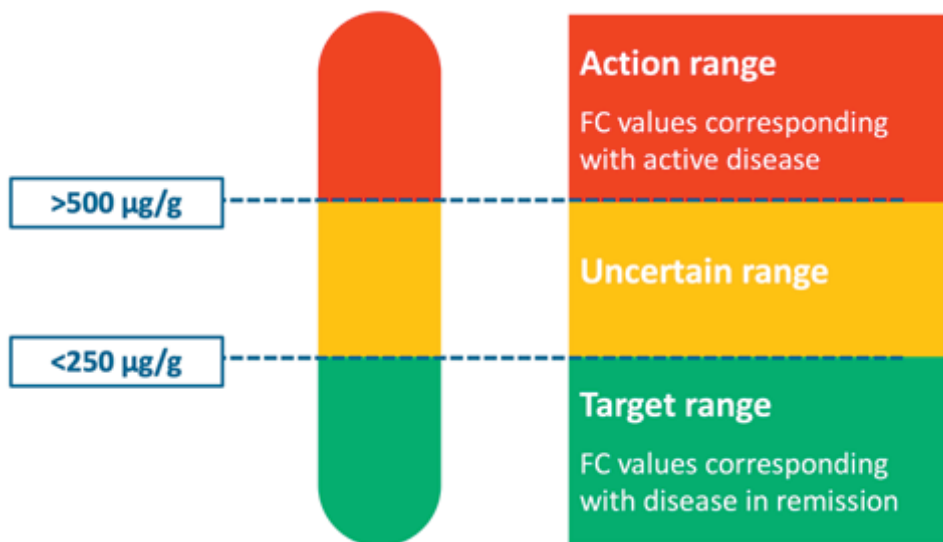 Action range
FC values corresponding
with active disease
>500 µg/g
Uncertain range
<250 µg/g
Target range
FC values corresponding
with disease in remission